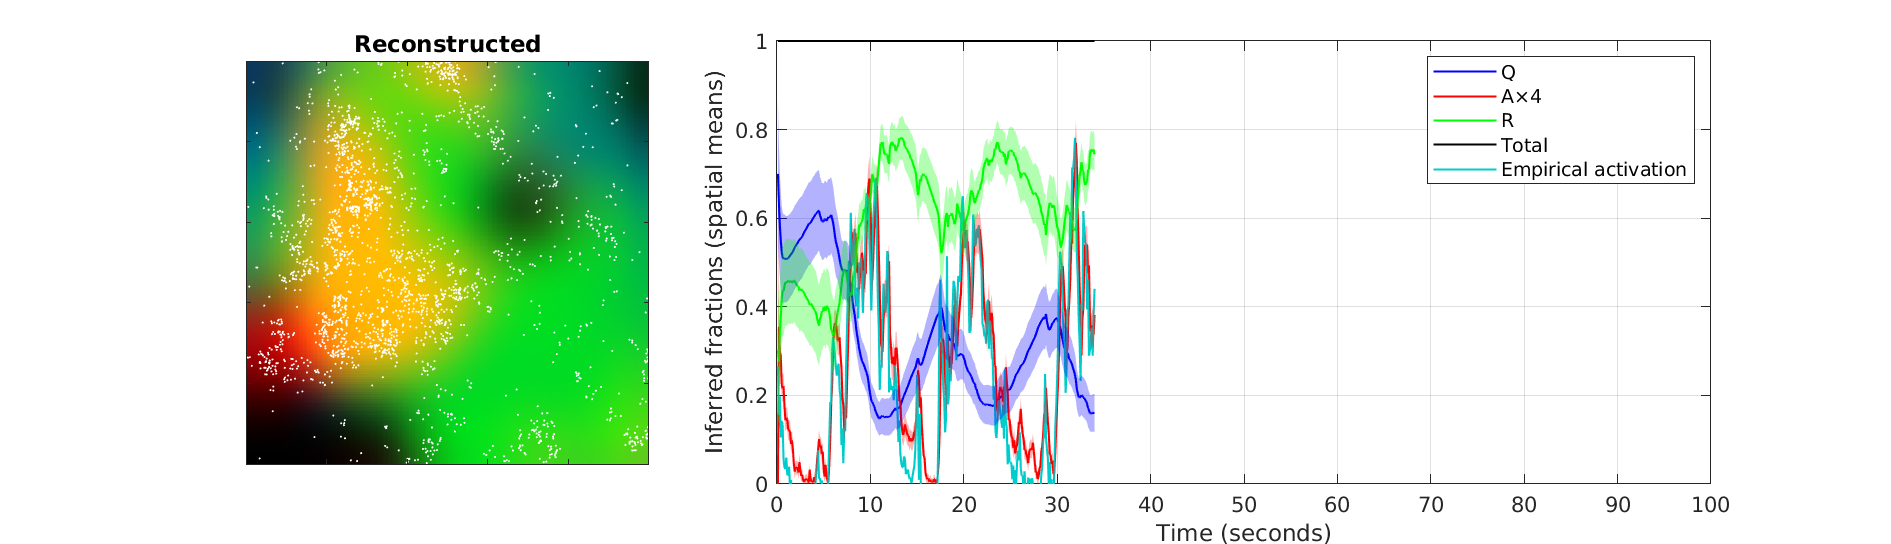 Reconstructed
Inferred fractions (spatial means)
1
0.8
0.6
0.4
0.2
0
0 10 20 30 40 50 60 70 80 90 100
Time (seconds)
Q
A×4
R
Total
Empirical activation